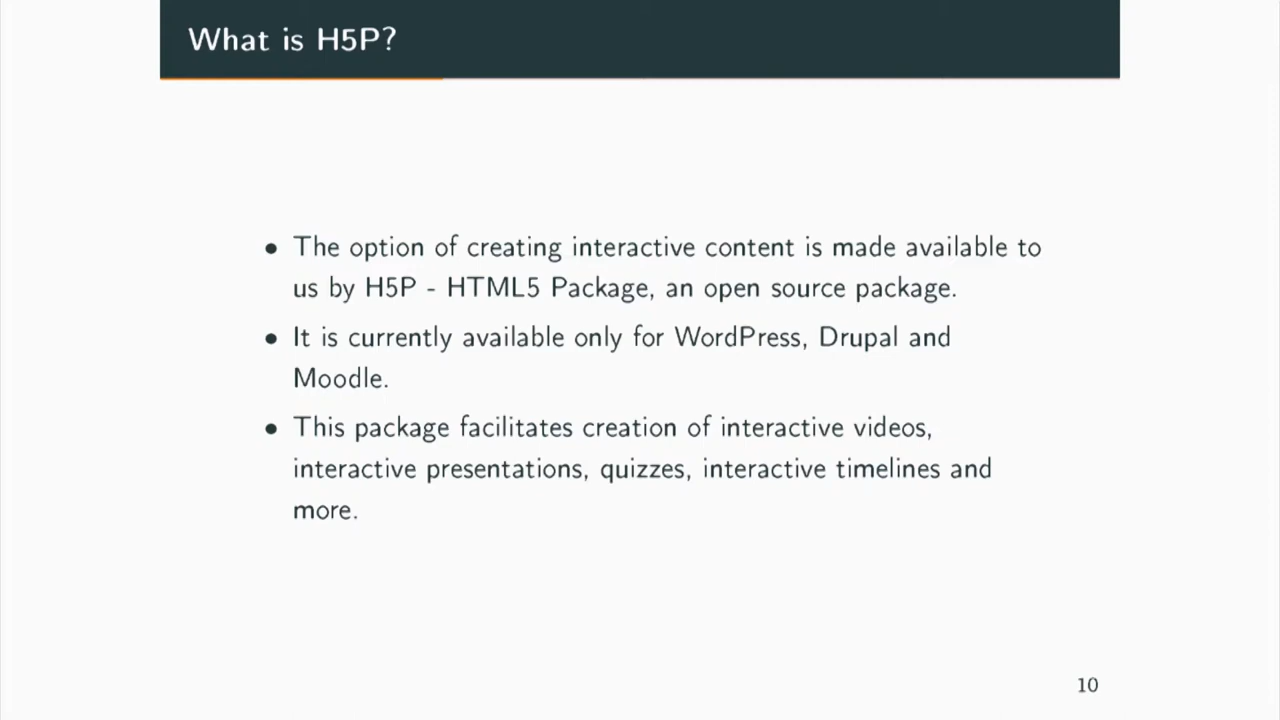 What is H5P?
• The option of creating interactive content is made available to
us by H5P - HTML5 Package, an open source package.
• It is currently available only for WordPress, Drupal and
Moodle.
• This package facilitates creation of interactive videos,
interactive presentations, quizzes, interactive timelines and
more.
10